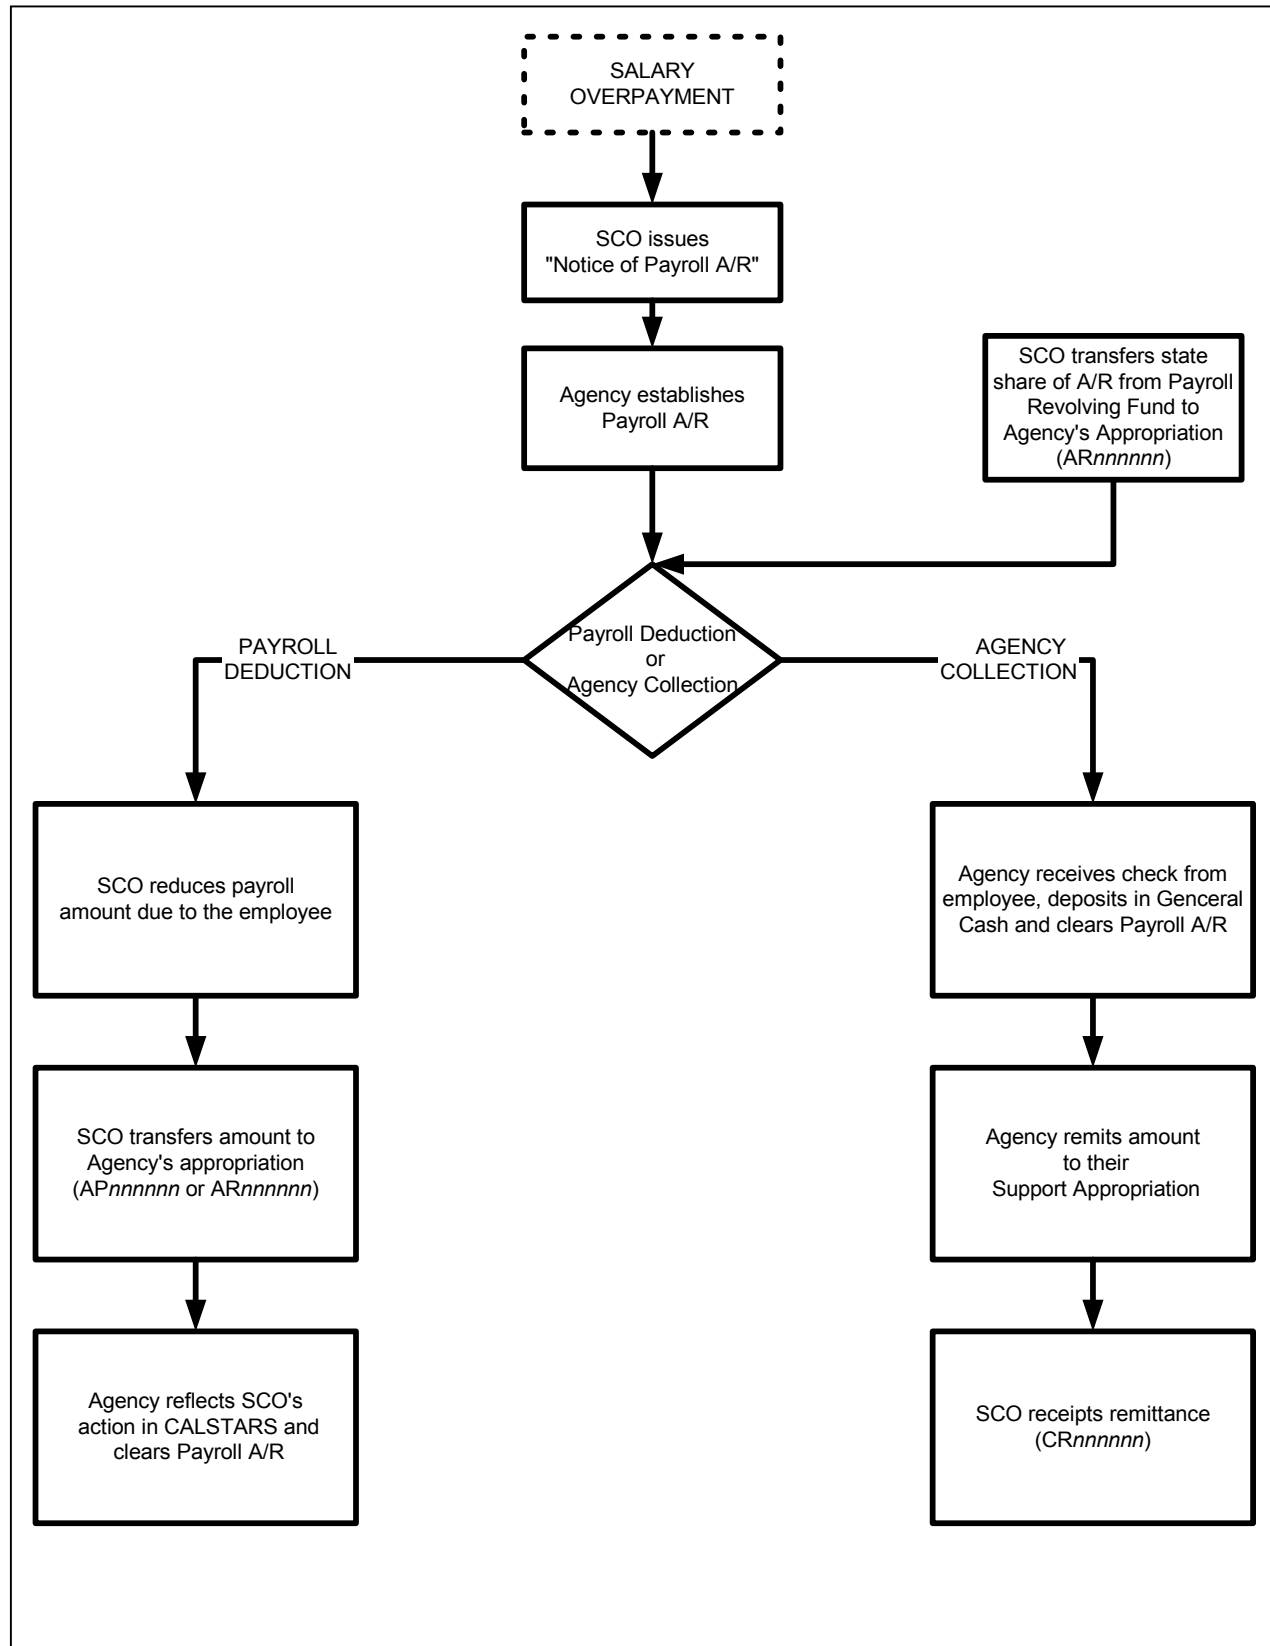 SALARY
OVERPAYMENT
SCO issues
"Notice of Payroll A/R"
Agency establishes
Payroll A/R
SCO transfers state
share of A/R from Payroll
Revolving Fund to
Agency's Appropriation
(ARnnnnnn)
Payroll Deduction
or
Agency Collection
PAYROLL
DEDUCTION
AGENCY
COLLECTION
SCO reduces payroll
amount due to the employee
Agency receives check from
employee, deposits in Genceral
Cash and clears Payroll A/R
SCO transfers amount to
Agency's appropriation
(APnnnnnn or ARnnnnnn)
Agency remits amount
to their
Support Appropriation
Agency reflects SCO's
action in CALSTARS and
clears Payroll A/R
SCO receipts remittance
(CRnnnnnn)